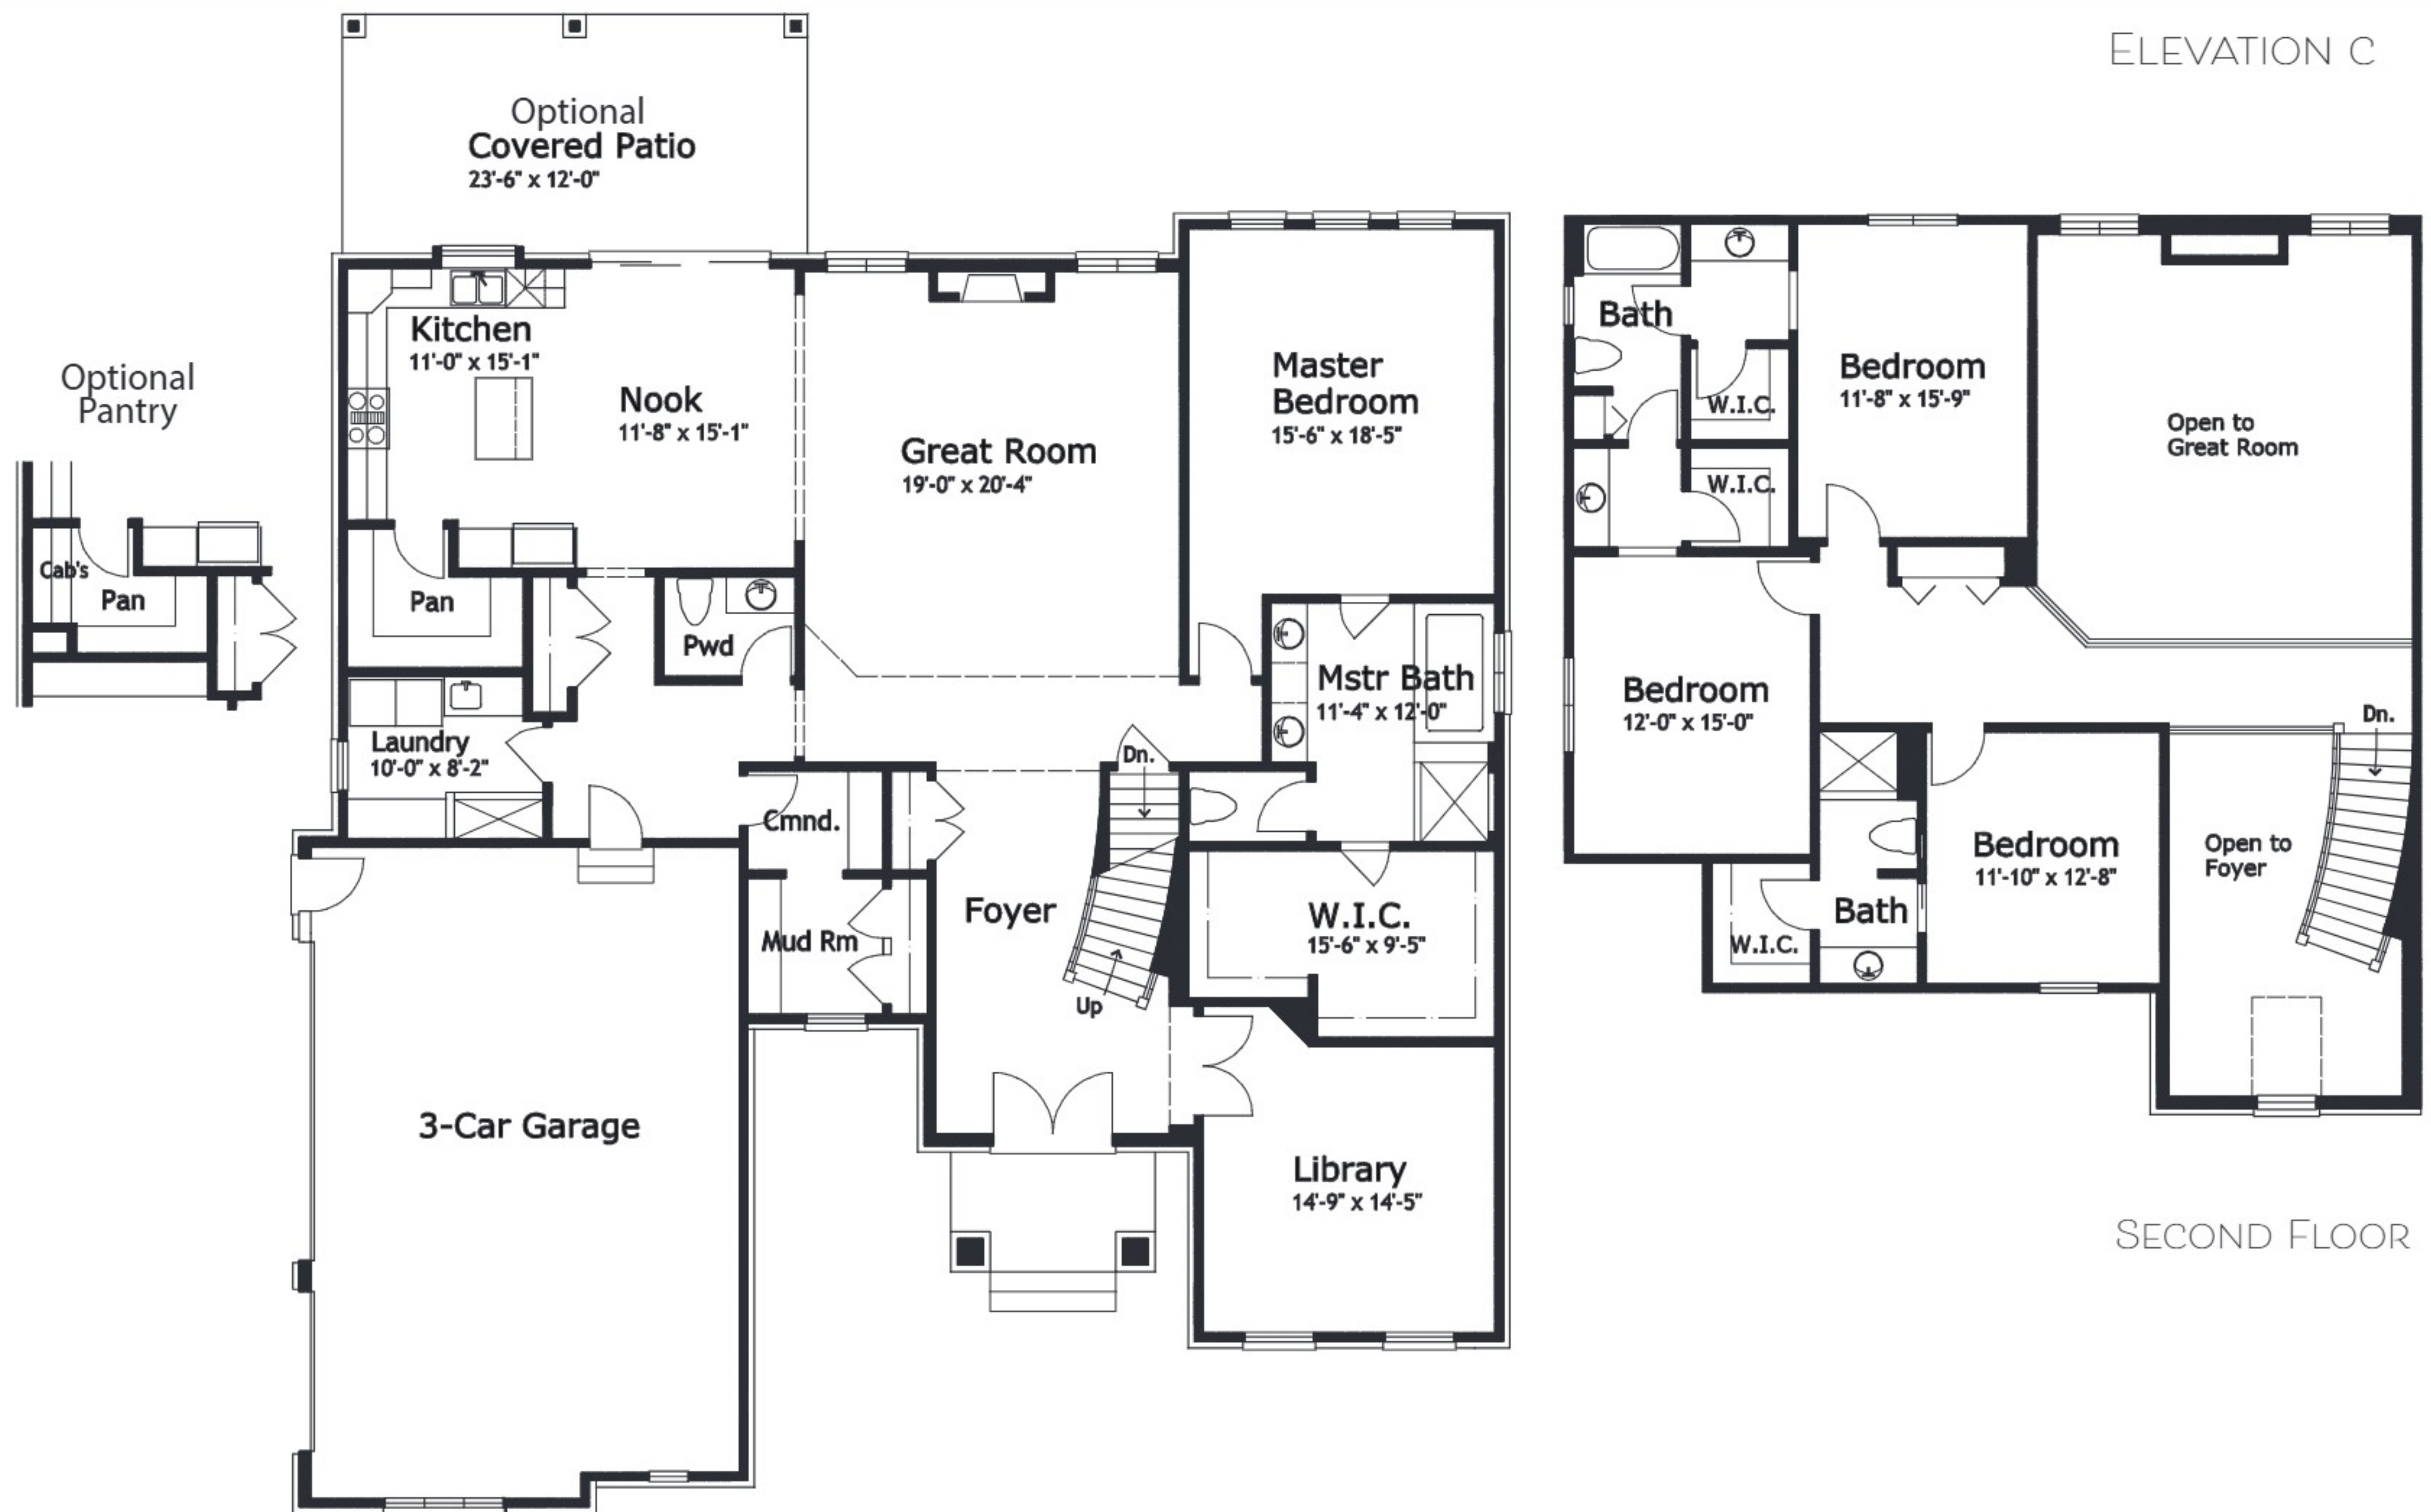 ELEVATION C
Optional
Covered Patio
23'-6" x 12'-0"
Kitchen
11'-0" x 15'-1"
Nook
11'-8" x 15'-1"
Great Room
19'-0" x 20'-4"
Master
Bedroom
15'-6" x 18'-5"
Optional
Pantry
Cab's
Pan
Pan
Pwd
Mstr Bath
11'-4" x 12'-0"
Laundry
10'-0" x 8'-2"
Dn.
Cmnd.
Foyer
Mud Rm
Up
W.I.C.
15'-6" x 9'-5"
3-Car Garage
Library
14'-9" x 14'-5"
Bath
W.I.C.
W.I.C.
Bedroom
11'-8" x 15'-9"
Open to
Great Room
Bedroom
12'-0" x 15'-0"
Dn.
Bedroom
11'-10" x 12'-8"
Open to
Foyer
Bath
W.I.C.
SECOND FLOOR